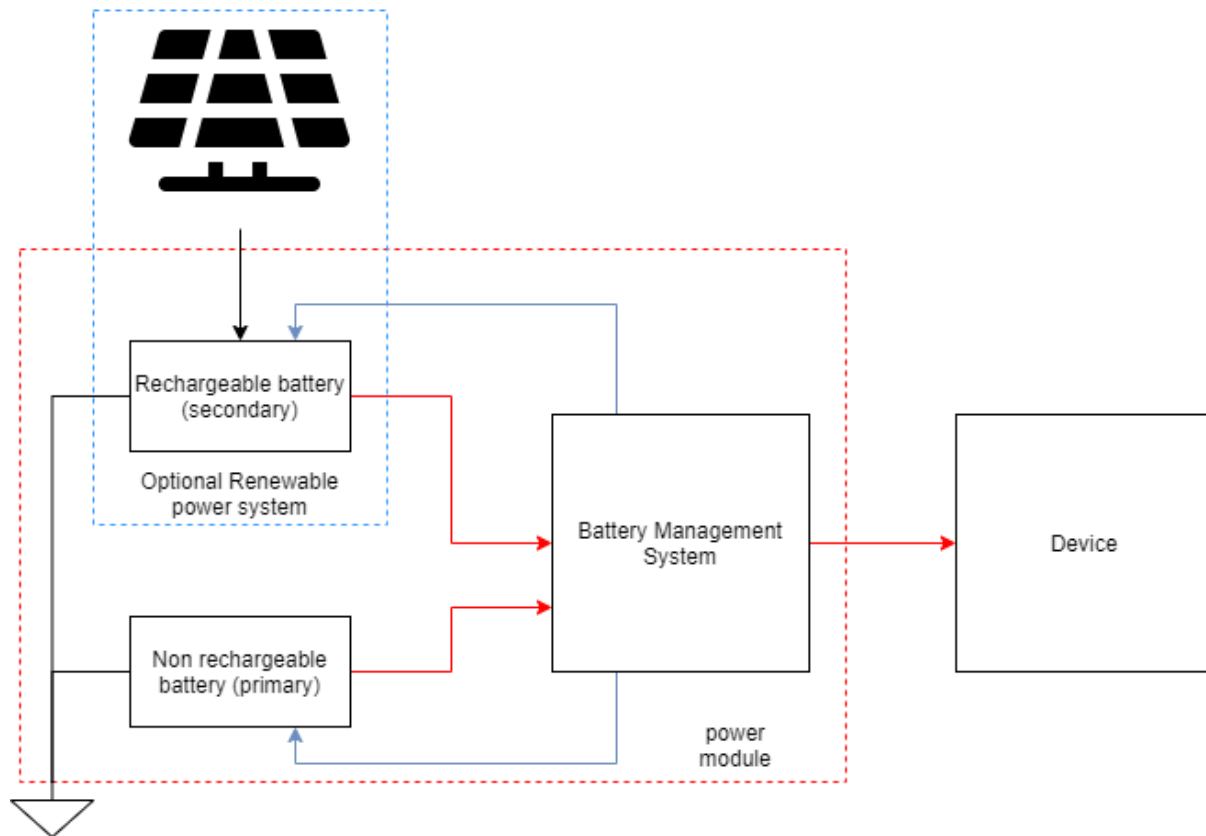 Rechargeable battery
(secondary)
Optional Renewable
power system
Battery Management
System
Device
Non rechargeable
battery (primary)
power
module